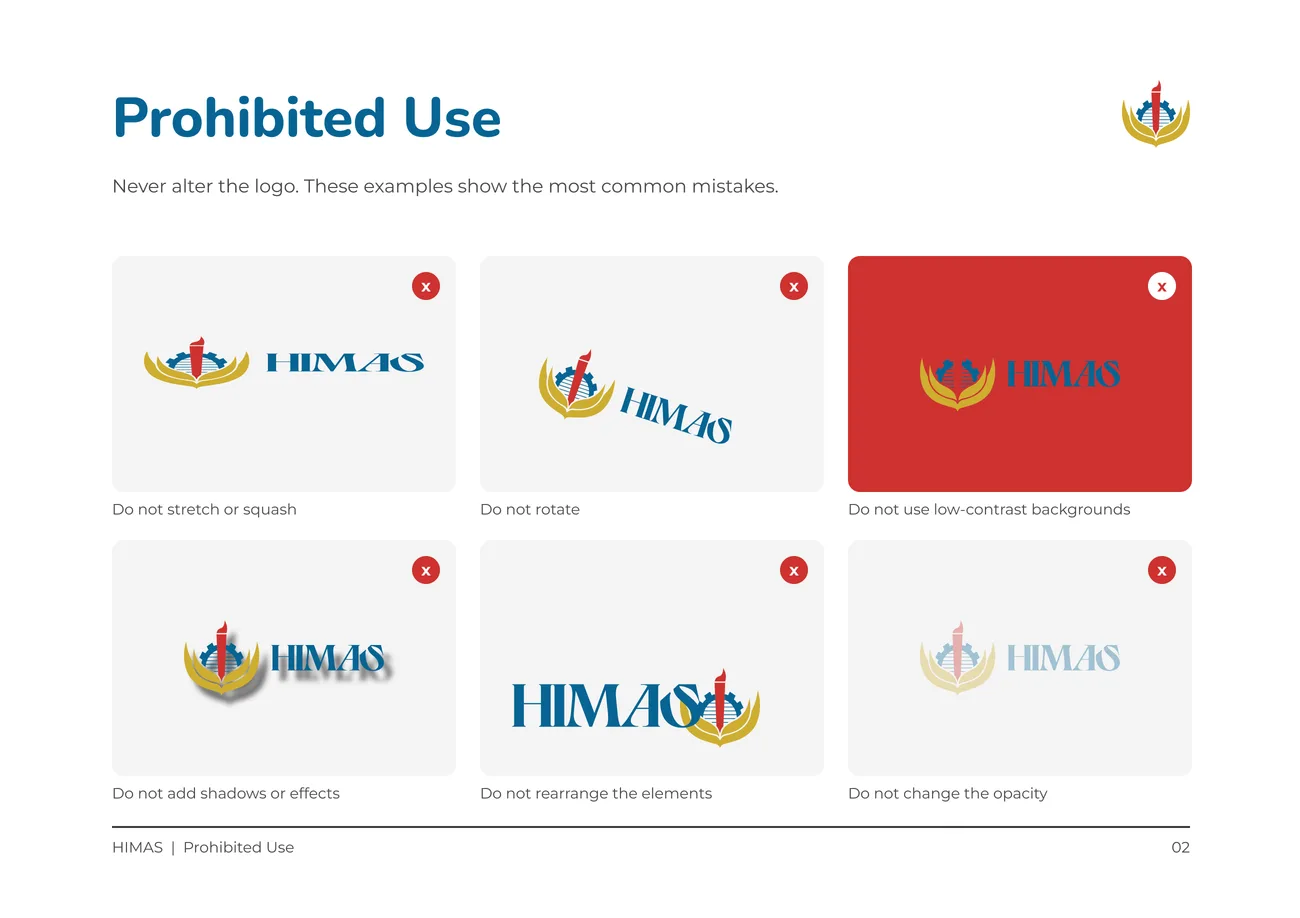 Prohibited Use
Never alter the logo. These examples show the most common mistakes.
x
x
x
HIMAS
HIMAS
HIMAS
Do not stretch or squash
Do not rotate
Do not use low-contrast backgrounds
x
x
x
HIMAS
HIMAS
HIMAS
Do not add shadows or effects
Do not rearrange the elements
Do not change the opacity
HIMAS | Prohibited Use
02